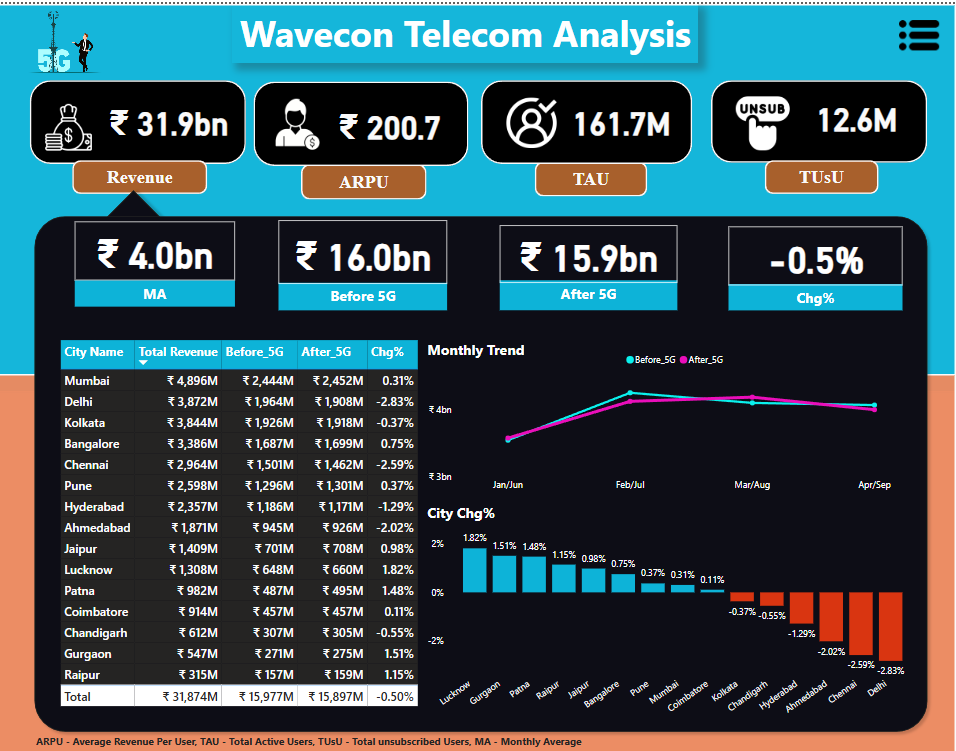 Wavecon Telecom Analysis
5G
₹ 31.9bn
₹ 200.7
161.7M
UNSUB
12.6M
Revenue
ARPU
TAU
TUsU
₹ 4.0bn
₹ 16.0bn
₹ 15.9bn
-0.5%
MA
Before 5G
After 5G
Chg%
City Name Total Revenue Before_5G After_5G Chg%
Mumbai ₹ 4,896M ₹ 2,444M ₹ 2,452M 0.31%
Delhi ₹ 3,872M ₹ 1,964M ₹ 1,908M -2.83%
Kolkata ₹ 3,844M ₹ 1,926M ₹ 1,918M -0.37%
Bangalore ₹ 3,386M ₹ 1,687M ₹ 1,699M 0.75%
Chennai ₹ 2,964M ₹ 1,501M ₹ 1,462M -2.59%
Pune ₹ 2,598M ₹ 1,296M ₹ 1,301M 0.37%
Hyderabad ₹ 2,357M ₹ 1,186M ₹ 1,171M -1.29%
Ahmedabad ₹ 1,871M ₹ 945M ₹ 926M -2.02%
Jaipur ₹ 1,409M ₹ 701M ₹ 708M 0.98%
Lucknow ₹ 1,308M ₹ 648M ₹ 660M 1.82%
Patna ₹ 982M ₹ 487M ₹ 495M 1.48%
Coimbatore ₹ 914M ₹ 457M ₹ 457M 0.11%
Chandigarh ₹ 612M ₹ 307M ₹ 305M -0.55%
Gurgaon ₹ 547M ₹ 271M ₹ 275M 1.51%
Raipur ₹ 315M ₹ 157M ₹ 159M 1.15%
Total ₹ 31,874M ₹ 15,977M ₹ 15,897M -0.50%
Monthly Trend
Before_5G After_5G
₹ 4bn
₹ 3bn
Jan/Jun Feb/Jul Mar/Aug Apr/Sep
City Chg%
2%
0%
-2%
1.82% 1.51% 1.48% 1.15% 0.98% 0.75% 0.37% 0.31% 0.11% -0.37% -0.55% -1.29% -2.02% -2.59% -2.83%
Lucknow Gurgaon Patna Raipur Jaipur Bangalore Pune Mumbai Coimbatore Kolkata Chandigarh Hyderabad Ahmedabad Chennai Delhi
ARPU - Average Revenue Per User, TAU - Total Active Users, TUsU - Total unsubscribed Users, MA - Monthly Average